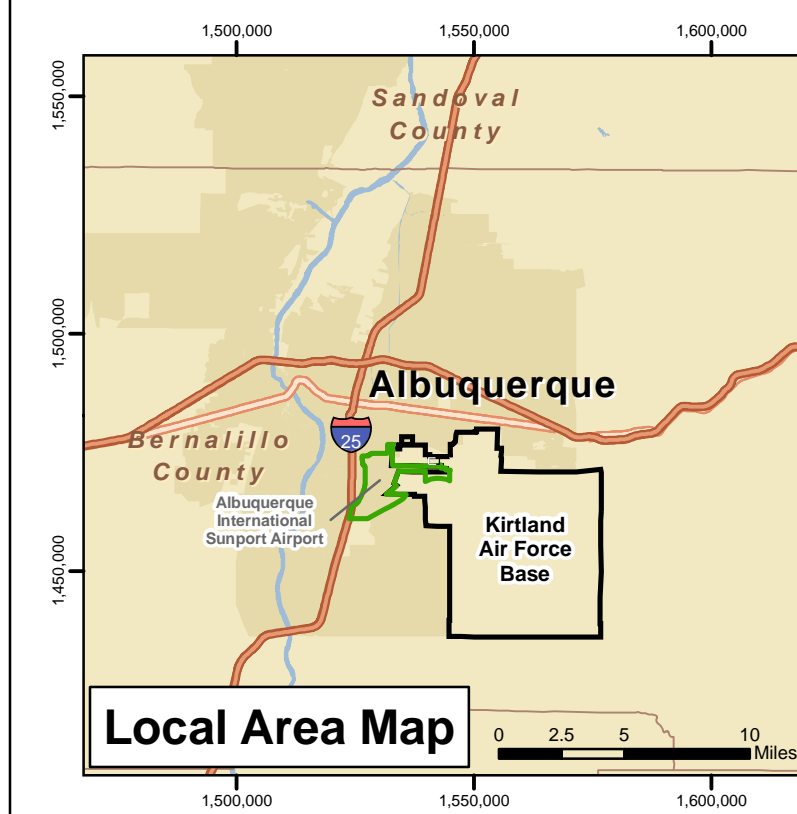 1,500,000
1,550,000
1,600,000
1,550,000
Sandoval
County
1,500,000
Albuquerque
25
Bernalillo
County
Albuquerque
International
Sunport Airport
Kirtland
Air Force
Base
1,450,000
Local Area Map
0 2.5 5 10
Miles
1,500,000
1,550,000
1,600,000